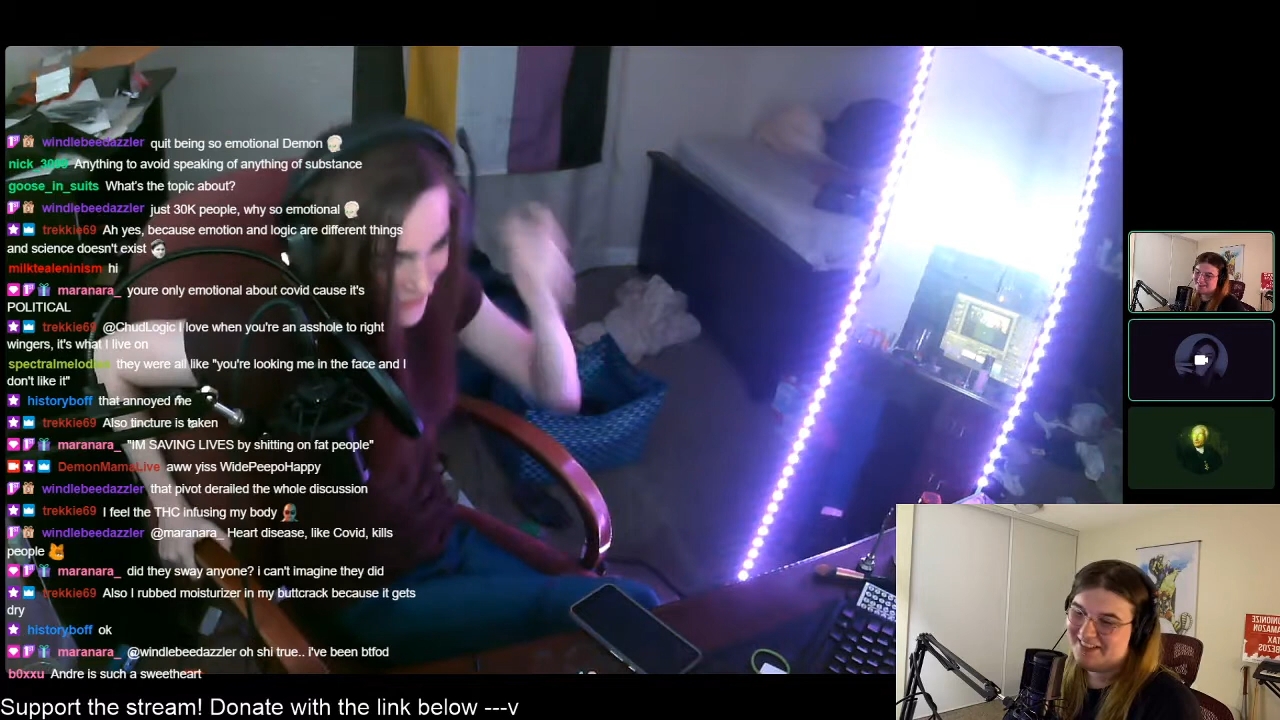 windlebeedazzler quit being so emotional Demon
nick_30 Anything to avoid speaking of anything of substance
goose_in_suits What's the topic about?
windlebeedazzler just 30K people, why so emotional
trekkie69 Ah yes, because emotion and logic are different things
and science doesn't exist
milktealeninism hi
maranara_ youre only emotional about covid cause it's
POLITICAL
trekkie69 @ChudLogic I love when you're an asshole to right
wingers, it's what I live on
spectralmelodies they were all like "you're looking me in the face and I
don't like it"
historyboff that annoyed me
trekkie69 Also tincture is taken
maranara_ "IM SAVING LIVES by shitting on fat people"
DemonMamaLive aww yiss WidePeepoHappy
windlebeedazzler that pivot derailed the whole discussion
trekkie69 I feel the THC infusing my body
windlebeedazzler @maranara_ Heart disease, like Covid, kills
people
maranara_ did they sway anyone? i can't imagine they did
trekkie69 Also I rubbed moisturizer in my buttcrack because it gets
dry
historyboff ok
maranara_ @windlebeedazzler oh shi true.. i've been btfod
b0xxu Andre is such a sweetheart
Support the stream! Donate with the link below ---v
UNIONIZE
AMAZON
TAX
BEZOS